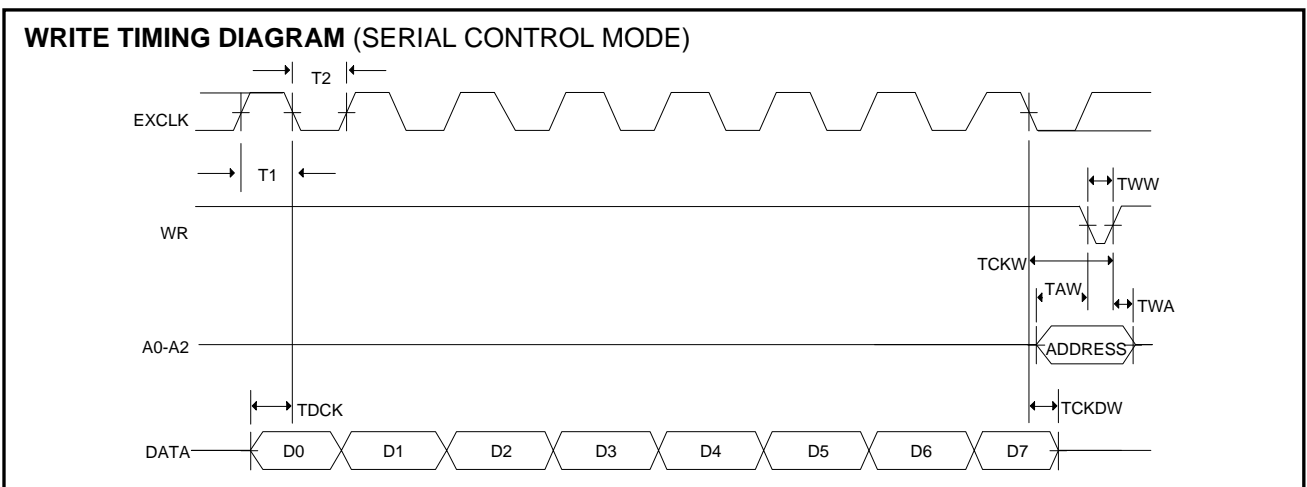 WRITE TIMING DIAGRAM (SERIAL CONTROL MODE)
T2
EXCLK
T1
TWW
WR
TCKW
TAW
TWA
A0-A2
ADDRESS
TDCK
TCKDW
DATA
D0
D1
D2
D3
D4
D5
D6
D7